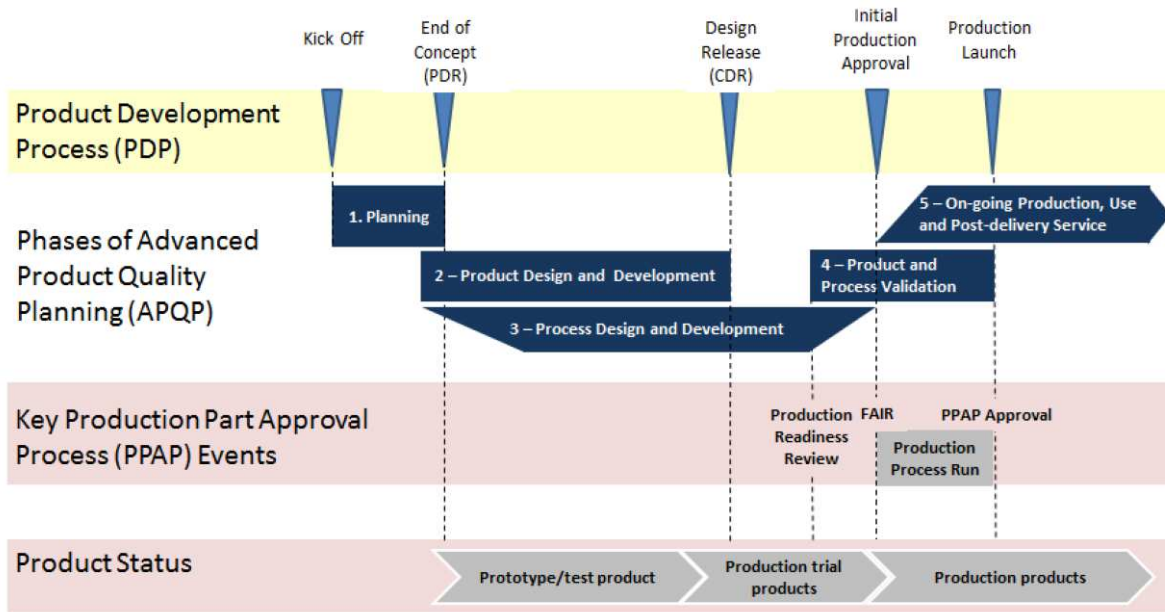 Kick Off
End of
Concept
(PDR)
Design
Release
(CDR)
Initial
Production
Approval
Production
Launch
Product Development
Process (PDP)
Phases of Advanced
Product Quality
Planning (APQP)
1. Planning
2 – Product Design and Development
3 – Process Design and Development
4 – Product and
Process Validation
5 – On-going Production, Use
and Post-delivery Service
Key Production Part Approval
Process (PPAP) Events
Production
Readiness
Review
FAIR
PPAP Approval
Production
Process Run
Product Status
Prototype/test product
Production trial
products
Production products